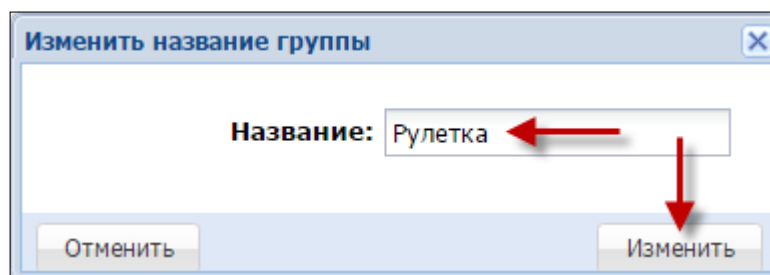 Изменить название группы
Название: Рулетка
Отменить Изменить